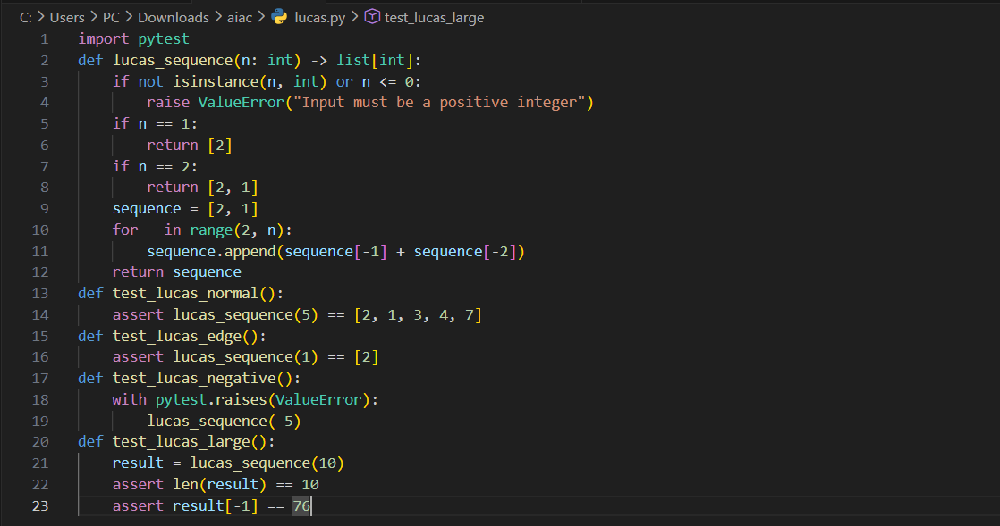 C: > Users > PC > Downloads > aiac > lucas.py > test_lucas_large
1 import pytest
2 def lucas_sequence(n: int) -> list[int]:
3     if not isinstance(n, int) or n <= 0:
4         raise ValueError("Input must be a positive integer")
5     if n == 1:
6         return [2]
7     if n == 2:
8         return [2, 1]
9     sequence = [2, 1]
10     for _ in range(2, n):
11         sequence.append(sequence[-1] + sequence[-2])
12     return sequence
13 def test_lucas_normal():
14     assert lucas_sequence(5) == [2, 1, 3, 4, 7]
15 def test_lucas_edge():
16     assert lucas_sequence(1) == [2]
17 def test_lucas_negative():
18     with pytest.raises(ValueError):
19         lucas_sequence(-5)
20 def test_lucas_large():
21     result = lucas_sequence(10)
22     assert len(result) == 10
23     assert result[-1] == 76